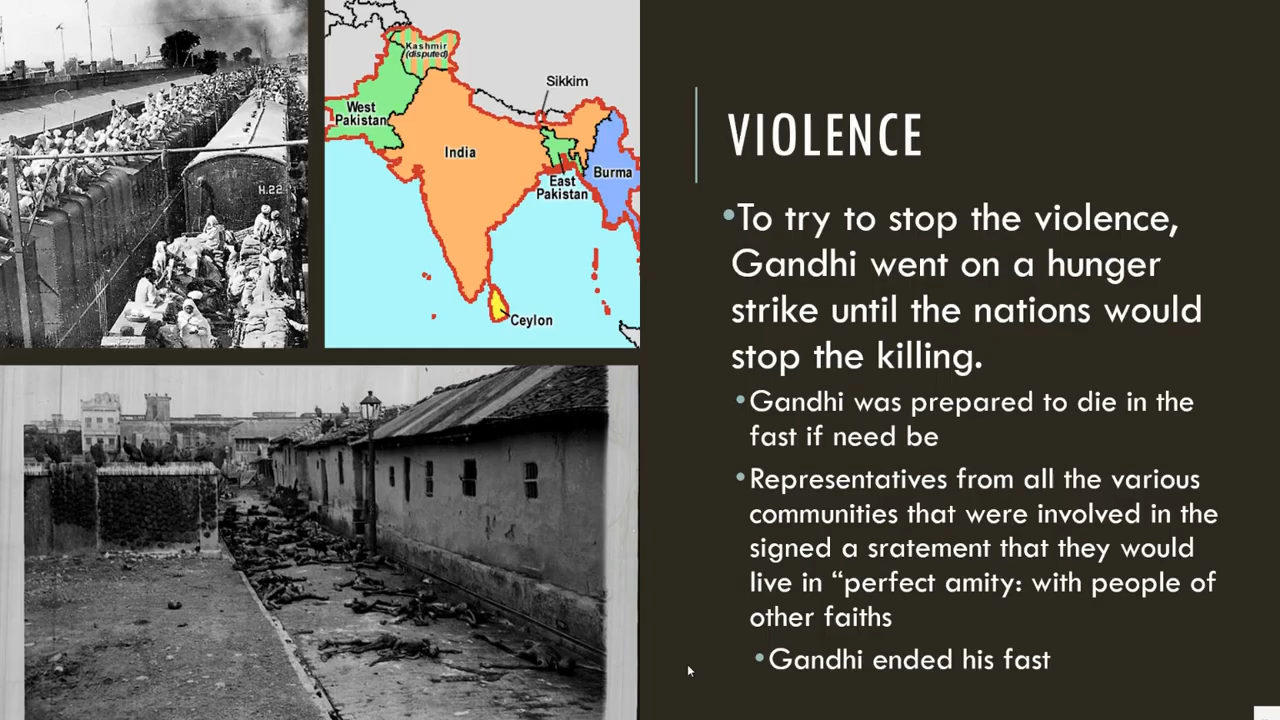 H.22
Kashmir
(disputed)
Sikkim
West
Pakistan
India
East
Pakistan
Burma
Ceylon
VIOLENCE
•To try to stop the violence,
Gandhi went on a hunger
strike until the nations would
stop the killing.
•Gandhi was prepared to die in the
fast if need be
•Representatives from all the various
communities that were involved in the
signed a sratement that they would
live in “perfect amity: with people of
other faiths
•Gandhi ended his fast